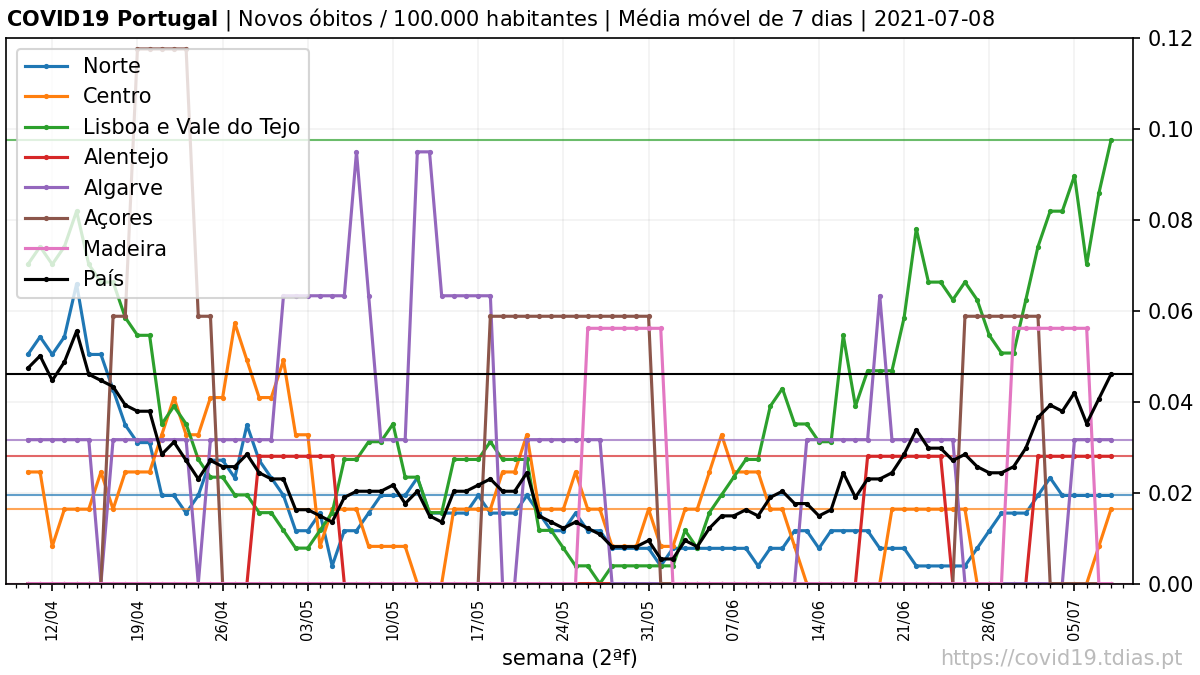 COVID19 Portugal | Novos óbitos / 100.000 habitantes | Média móvel de 7 dias | 2021-07-08
Norte
Centro
Lisboa e Vale do Tejo
Alentejo
Algarve
Açores
Madeira
País
0.12
0.10
0.08
0.06
0.04
0.02
0.00
12/04
19/04
26/04
03/05
10/05
17/05
24/05
31/05
07/06
14/06
21/06
28/06
05/07
semana (2ªf)
https://covid19.tdias.pt